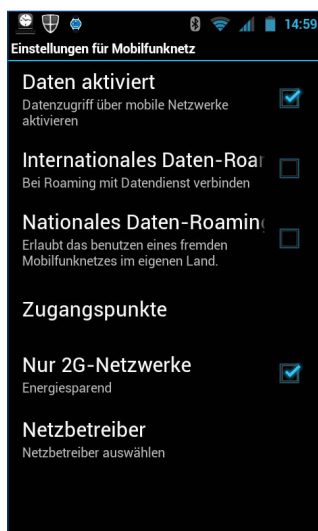 14:59
Einstellungen für Mobilfunknetz
Daten aktiviert
Datenzugriff über mobile Netzwerke
aktivieren
Internationales Daten-Roar
Bei Roaming mit Datendienst verbinden
Nationales Daten-Roaming
Erlaubt das benutzen eines fremden
Mobilfunknetzes im eigenen Land.
Zugangspunkte
Nur 2G-Netzwerke
Energiesparend
Netzbetreiber
Netzbetreiber auswählen